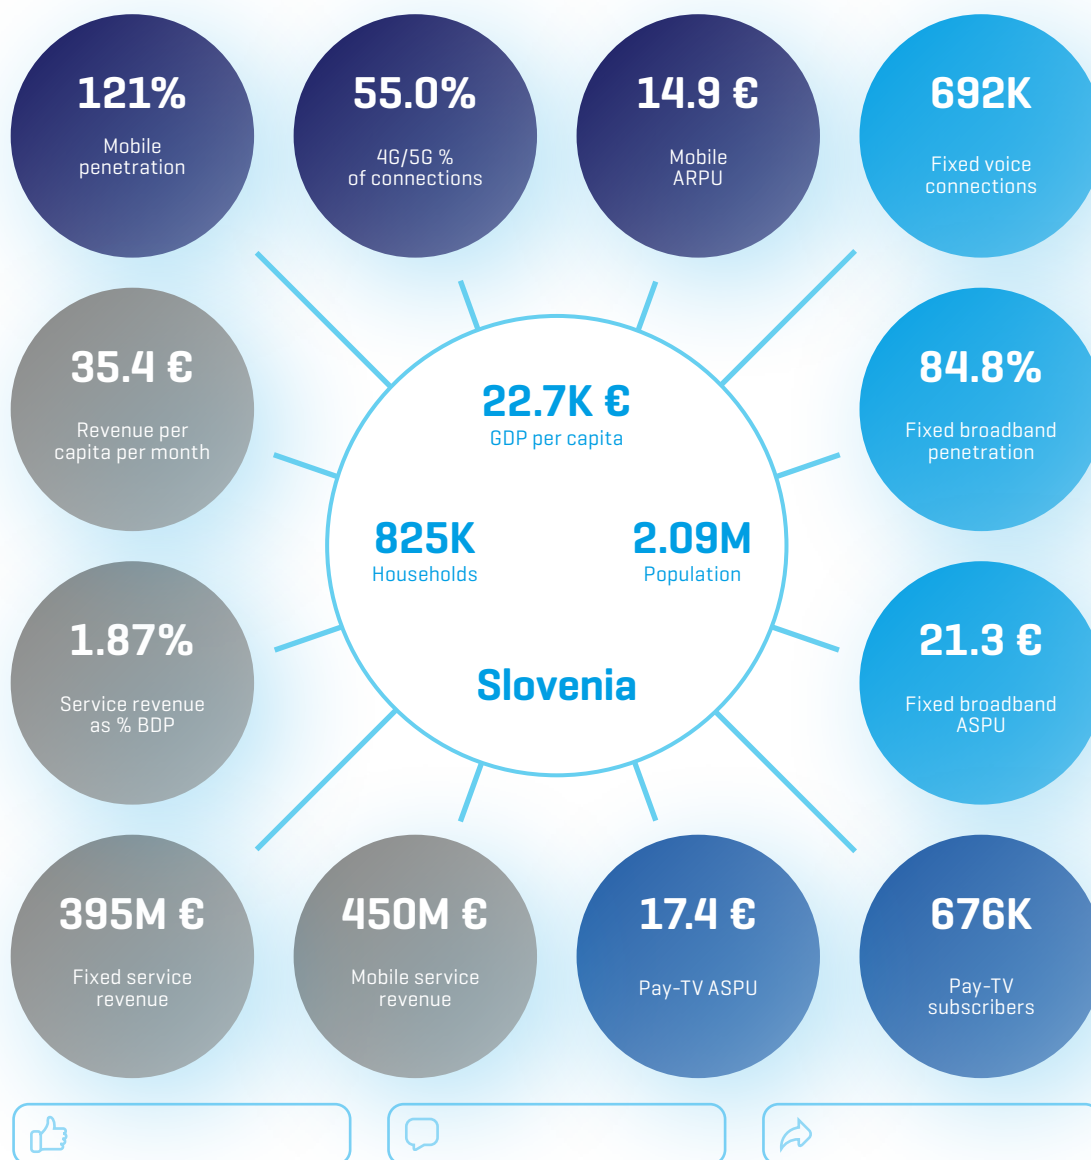 121%
Mobile
penetration
55.0%
4G/5G %
of connections
14.9 €
Mobile
ARPU
692K
Fixed voice
connections
35.4 €
Revenue per
capita per month
22.7K €
GDP per capita
84.8%
Fixed broadband
penetration
825K
Households
2.09M
Population
1.87%
Service revenue
as % BDP
Slovenia
21.3 €
Fixed broadband
ASPU
395M €
Fixed service
revenue
450M €
Mobile service
revenue
17.4 €
Pay-TV ASPU
676K
Pay-TV
subscribers